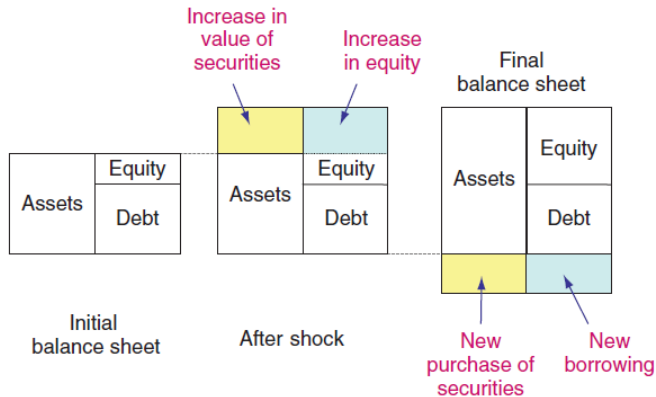 Increase in
value of
securities
Increase
in equity
Final
balance sheet
Assets
Equity
Debt
Assets
Equity
Debt
Assets
Equity
Debt
Initial
balance sheet
After shock
New
purchase of
securities
New
borrowing